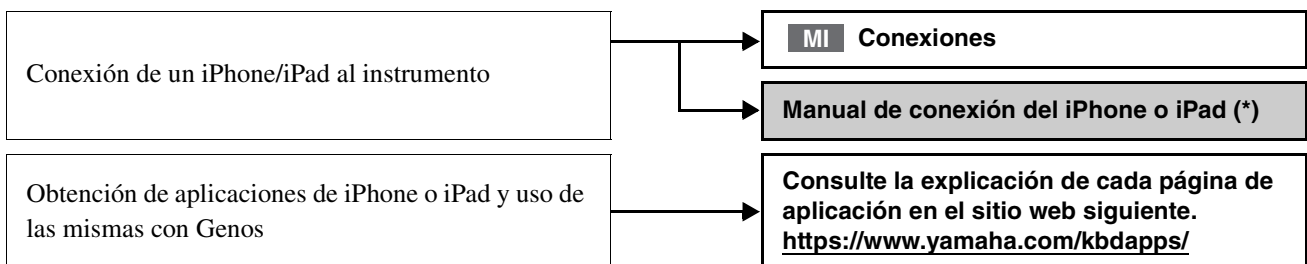 Conexión de un iPhone/iPad al instrumento
MI Conexiones
Manual de conexión del iPhone o iPad (*)
Obtención de aplicaciones de iPhone o iPad y uso de
las mismas con Genos
Consulte la explicación de cada página de
aplicación en el sitio web siguiente.
https://www.yamaha.com/kbdapps/